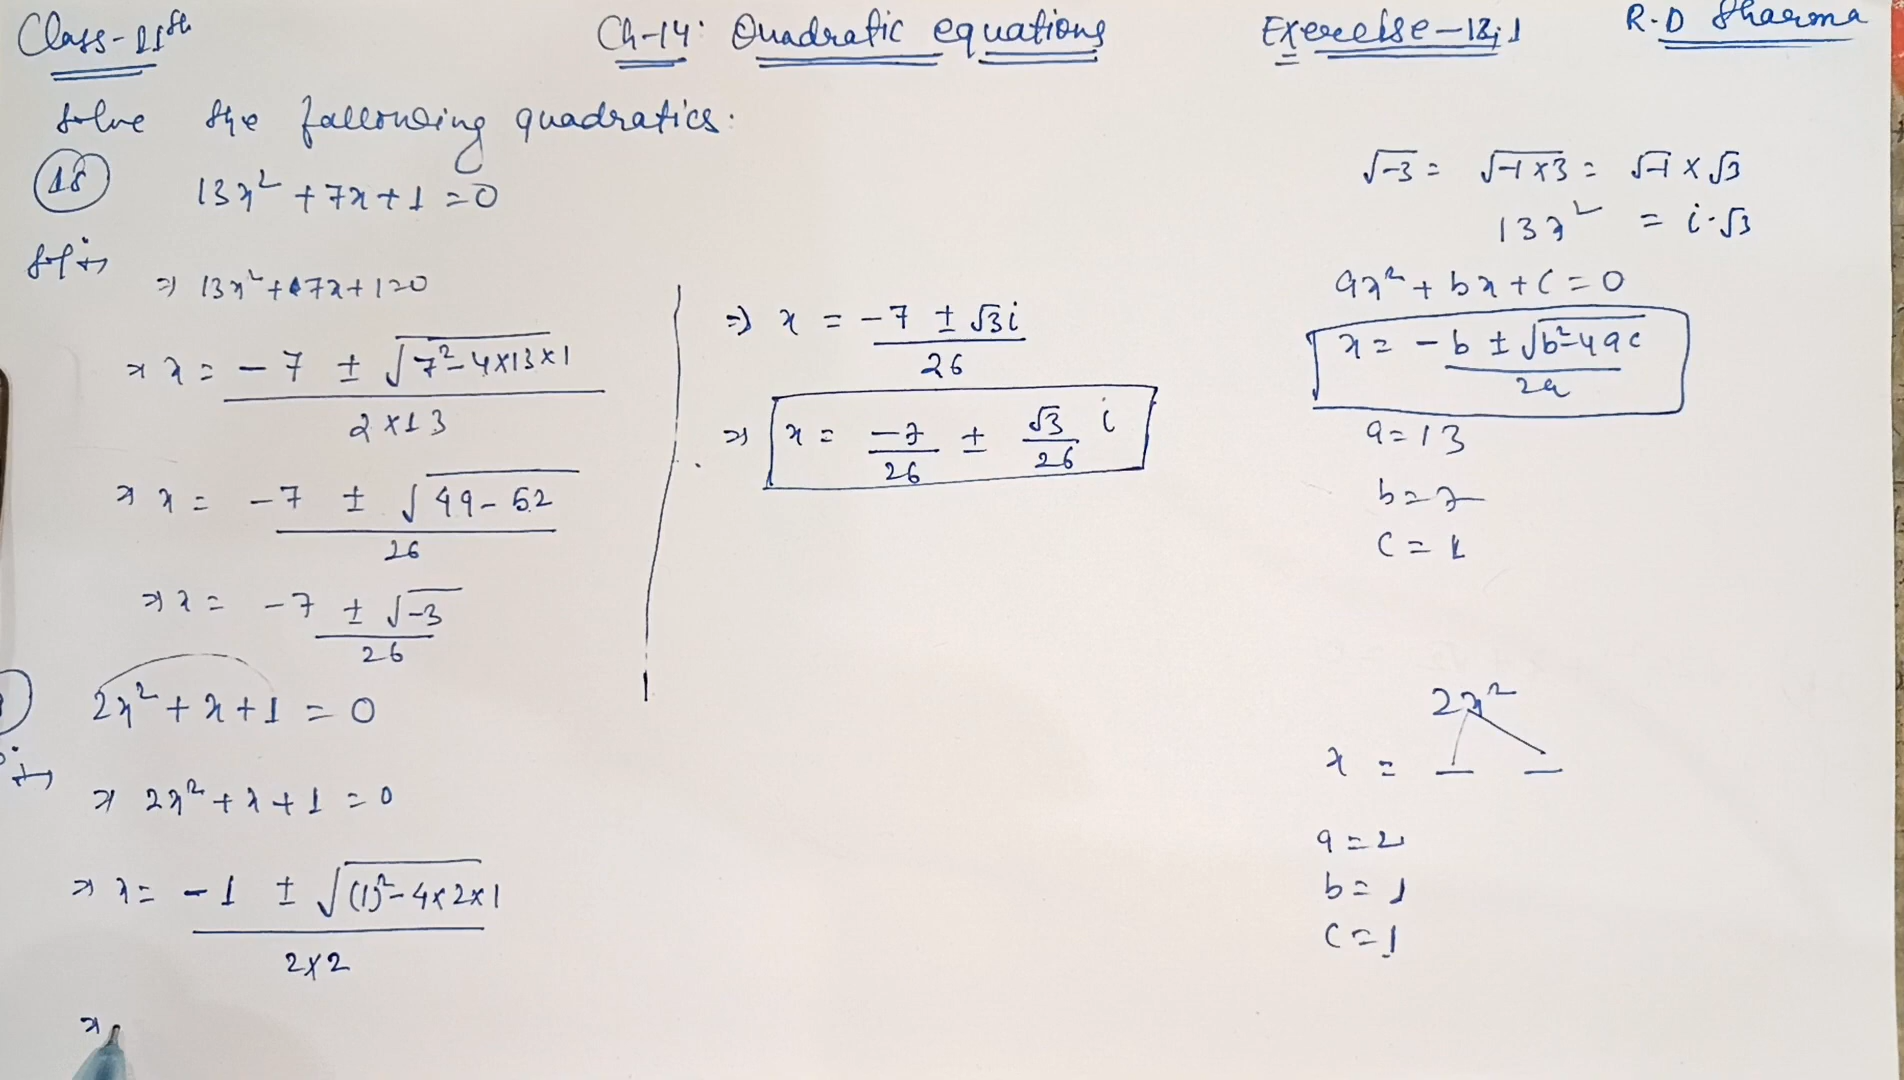 Class-11th
Ch-14: Quadratic equations
Exercise-13.1
R.D Sharma
Solve the following quadratics:
18
13x² + 7x + 1 = 0
Solⁿ
⇒ 13x² + 7x + 1 = 0
⇒ x = -7 ± √7² - 4×13×1
2×13
⇒ x = -7 ± √49 - 52
26
⇒ x = -7 ± √-3
26
⇒ x = -7 ± √3i
26
⇒ x = -7/26 ± √3/26 i
√-3 = √-1×3 = √-1 × √3
13x² = i·√3
ax² + bx + c = 0
x = -b ± √b²-4ac
2a
a = 13
b = 7
c = 1
2x² + x + 1 = 0
⇒ 2x² + x + 1 = 0
⇒ x = -1 ± √(1)² - 4×2×1
2×2
⇒
2x²
x =
a = 2
b = 1
c = 1